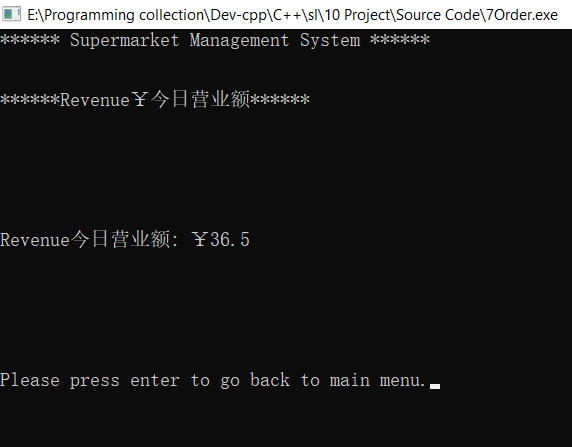 E:\Programming collection\Dev-cpp\C++\sl\10 Project\Source Code\7Order.exe
****** Supermarket Management System ******
******Revenue￥今日营业额******
Revenue今日营业额: ￥36.5
Please press enter to go back to main menu.